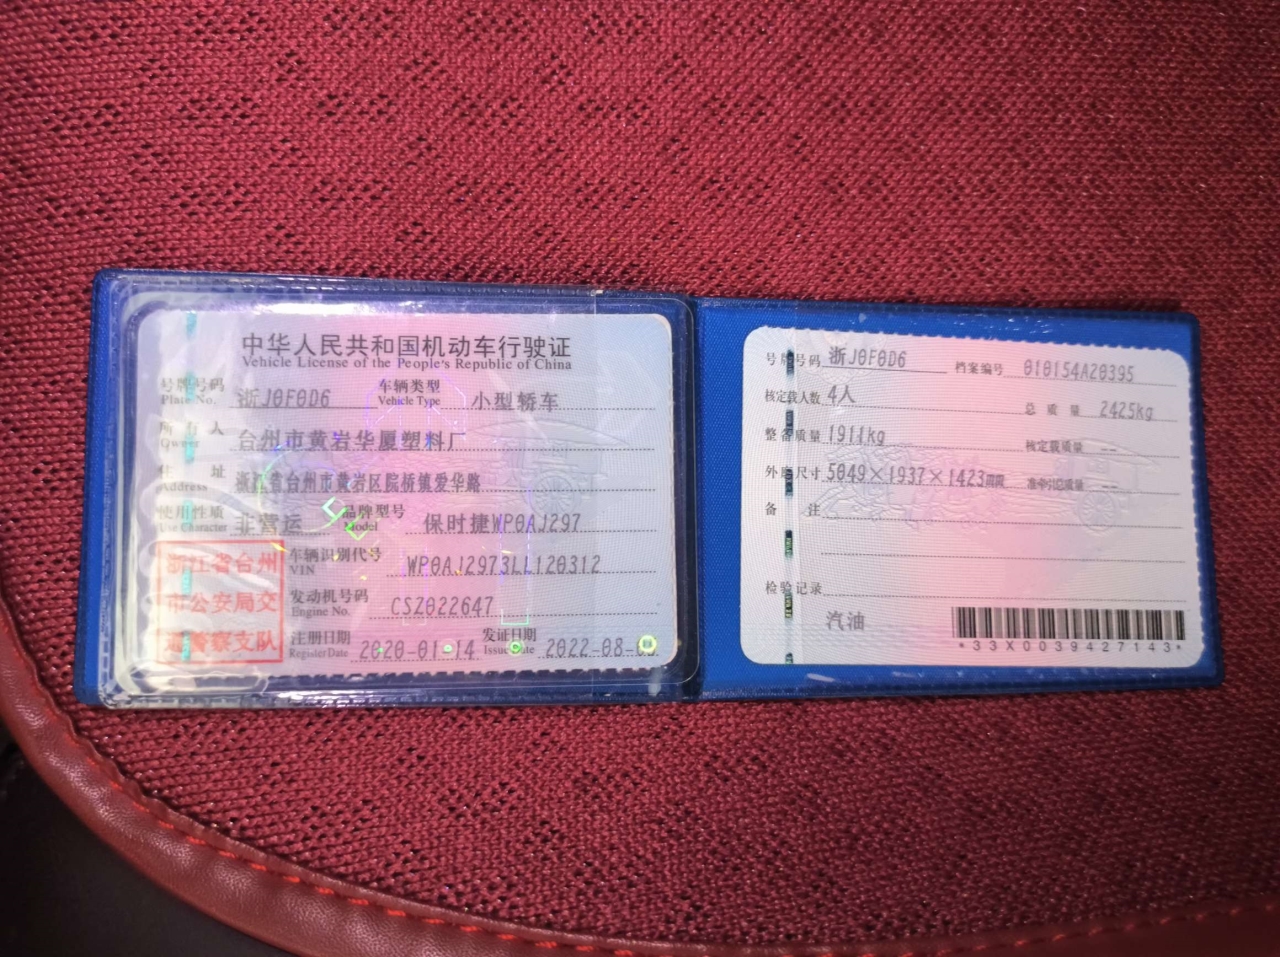 中华人民共和国机动车行驶证
Vehicle License of the People's Republic of China
号牌号码 浙J0F0D6 车辆类型 小型轿车
Plate No. Vehicle Type
所有人 台州市黄岩华厦塑料厂
Owner
住址 浙江省台州市黄岩区院桥镇爱华路
Address
使用性质 非营运 品牌型号 保时捷WP0AJ297
Use Character Model
浙江省台州
市公安局交
通警察支队
车辆识别代号 WP0AJ2973LL120312
VIN
发动机号码 CSZ022647
Engine No.
注册日期 2020-01-14 发证日期 2022-08-
Register Date Issue Date
号牌号码 浙J0F0D6 档案编号 010154A20395
核定载人数 4人 总质量 2425kg
整备质量 1911kg 核定载质量 --
外廓尺寸 5049×1937×1423mm 准牵引总质量 --
备注
检验记录
汽油
*33X0039427143*